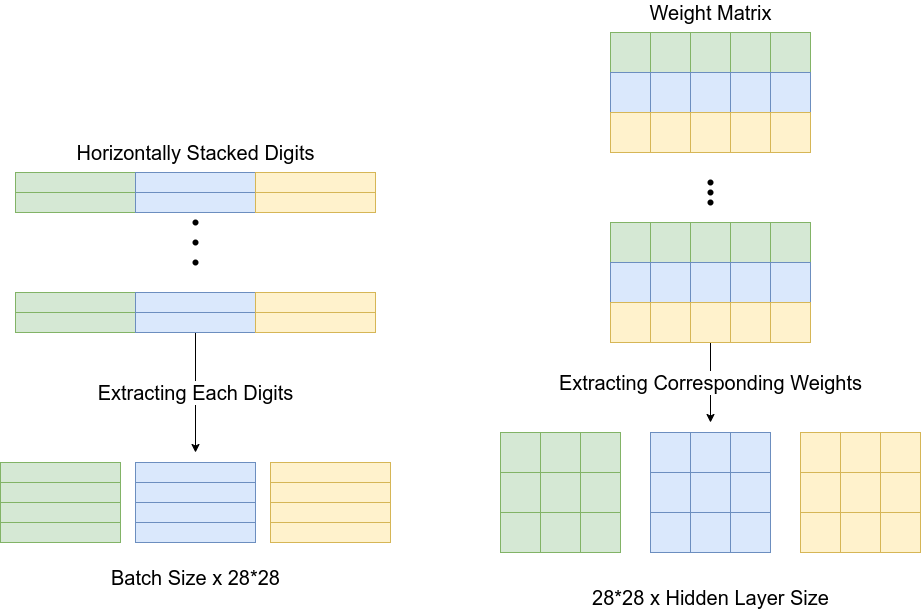 Weight Matrix
Horizontally Stacked Digits
Extracting Each Digits
Extracting Corresponding Weights
Batch Size x 28*28
28*28 x Hidden Layer Size